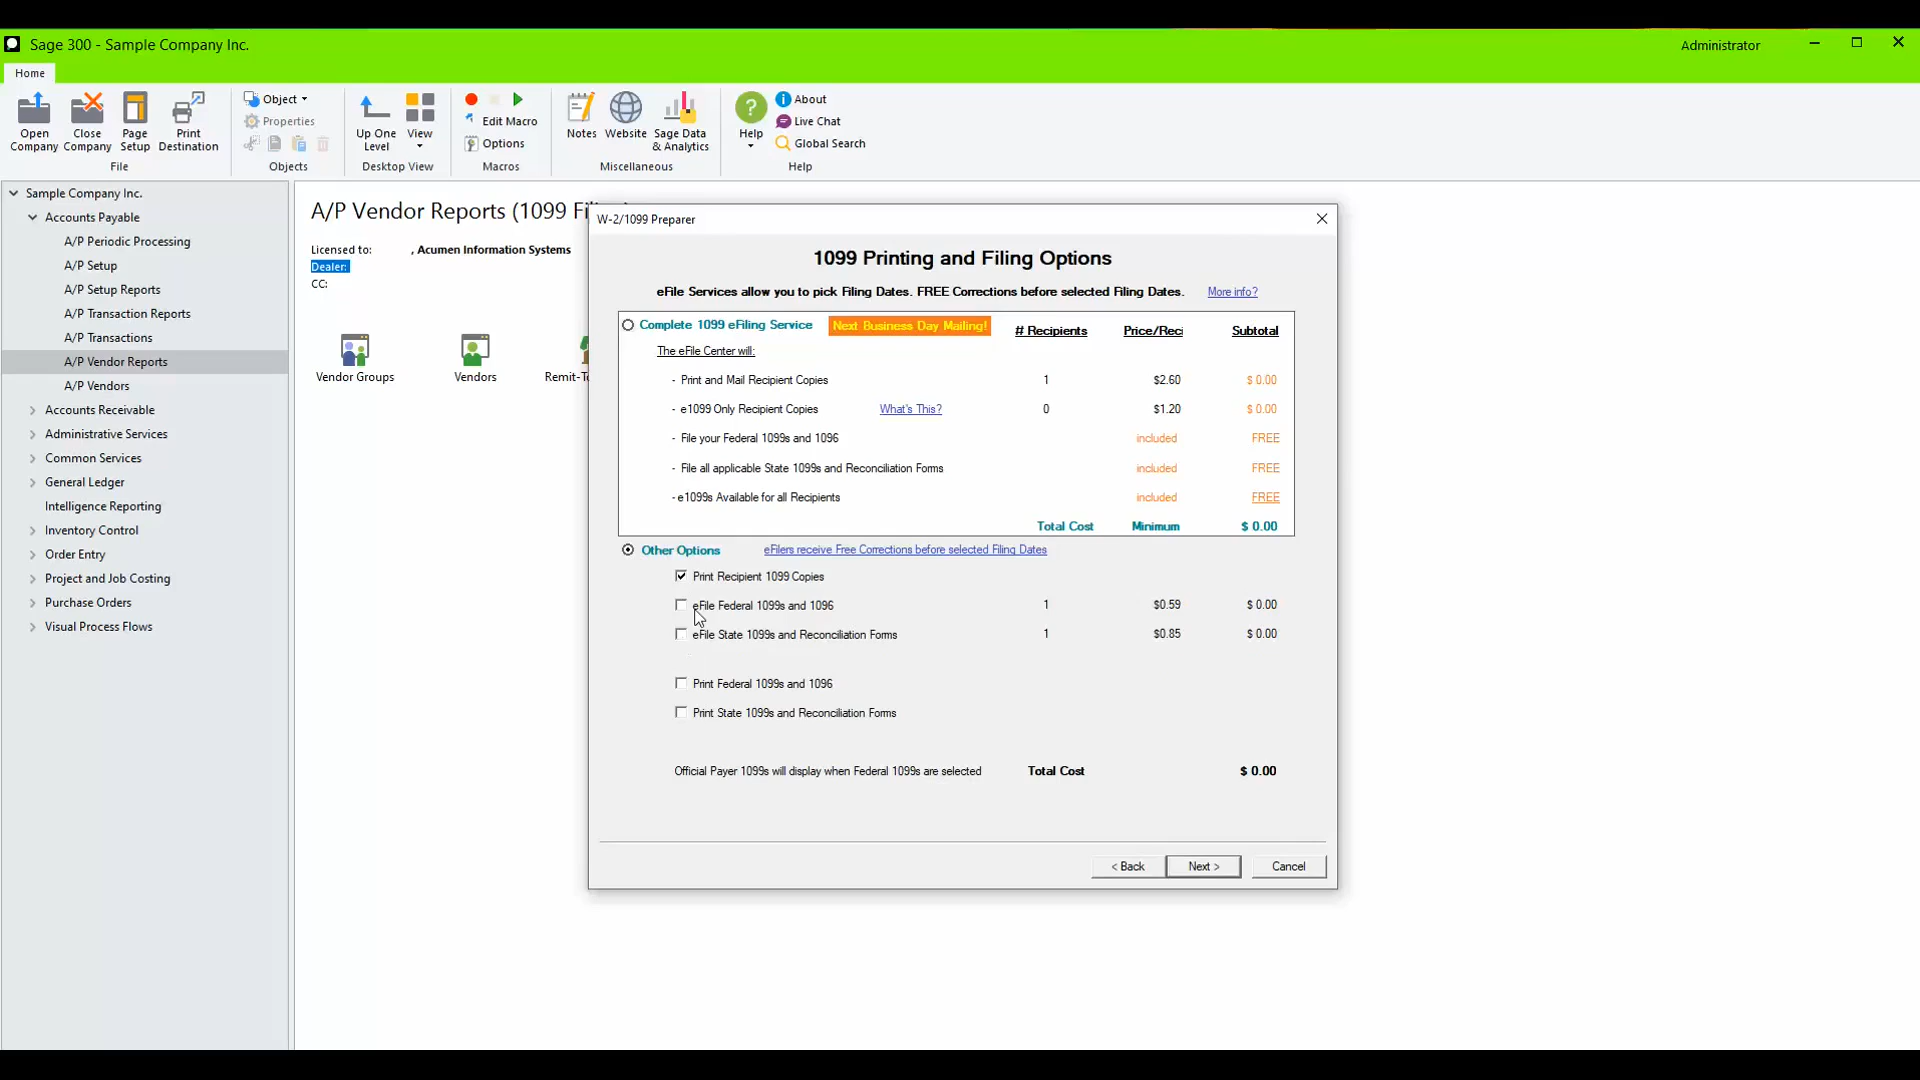 Sage 300 - Sample Company Inc.
Administrator
Home
Open Company
Close Company
Page Setup
Print Destination
File
Object
Properties
Objects
Up One Level
View
Desktop View
Edit Macro
Options
Macros
Notes
Website
Sage Data & Analytics
Miscellaneous
Help
About
Live Chat
Global Search
Help
Sample Company Inc.
Accounts Payable
A/P Periodic Processing
A/P Setup
A/P Setup Reports
A/P Transaction Reports
A/P Transactions
A/P Vendor Reports
A/P Vendors
Accounts Receivable
Administrative Services
Common Services
General Ledger
Intelligence Reporting
Inventory Control
Order Entry
Project and Job Costing
Purchase Orders
Visual Process Flows
A/P Vendor Reports (1099
Licensed to: , Acumen Information Systems
Dealer:
CC:
Vendor Groups
Vendors
W-2/1099 Preparer
1099 Printing and Filing Options
eFile Services allow you to pick Filing Dates. FREE Corrections before selected Filing Dates. More info?
Complete 1099 eFiling Service Next Business Day Mailing! # Recipients Price/Reci Subtotal
The eFile Center will:
- Print and Mail Recipient Copies 1 $2.60 $ 0.00
- e1099 Only Recipient Copies What's This? 0 $1.20 $ 0.00
- File your Federal 1099s and 1096 included FREE
- File all applicable State 1099s and Reconciliation Forms included FREE
- e1099s Available for all Recipients included FREE
Total Cost Minimum $ 0.00
Other Options eFilers receive Free Corrections before selected Filing Dates
Print Recipient 1099 Copies
eFile Federal 1099s and 1096 1 $0.59 $ 0.00
eFile State 1099s and Reconciliation Forms 1 $0.85 $ 0.00
Print Federal 1099s and 1096
Print State 1099s and Reconciliation Forms
Official Payer 1099s will display when Federal 1099s are selected Total Cost $ 0.00
< Back
Next >
Cancel